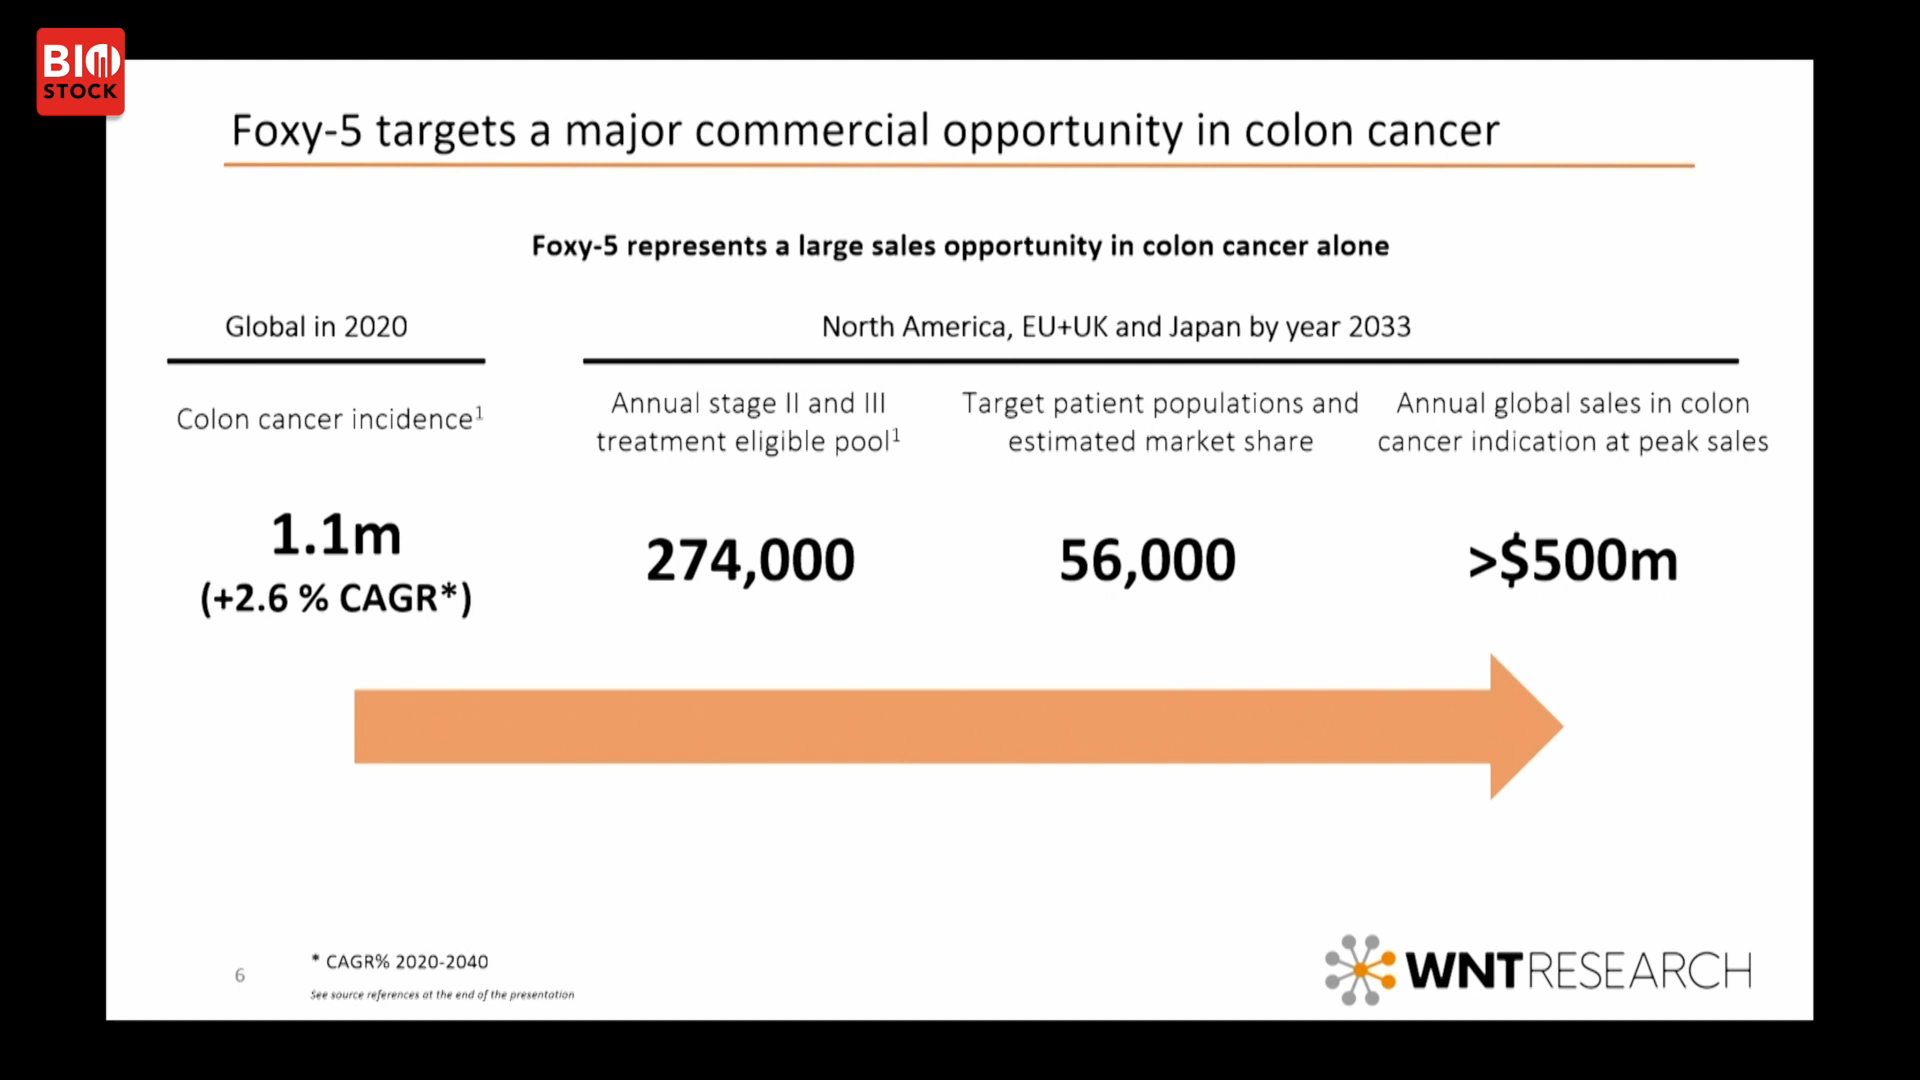 BIO
STOCK
Foxy-5 targets a major commercial opportunity in colon cancer
Foxy-5 represents a large sales opportunity in colon cancer alone
Global in 2020
North America, EU+UK and Japan by year 2033
Colon cancer incidence¹
Annual stage II and III
treatment eligible pool¹
Target patient populations and
estimated market share
Annual global sales in colon
cancer indication at peak sales
1.1m
(+2.6 % CAGR*)
274,000
56,000
>$500m
6
* CAGR% 2020-2040
See source references at the end of the presentation
WNTRESEARCH